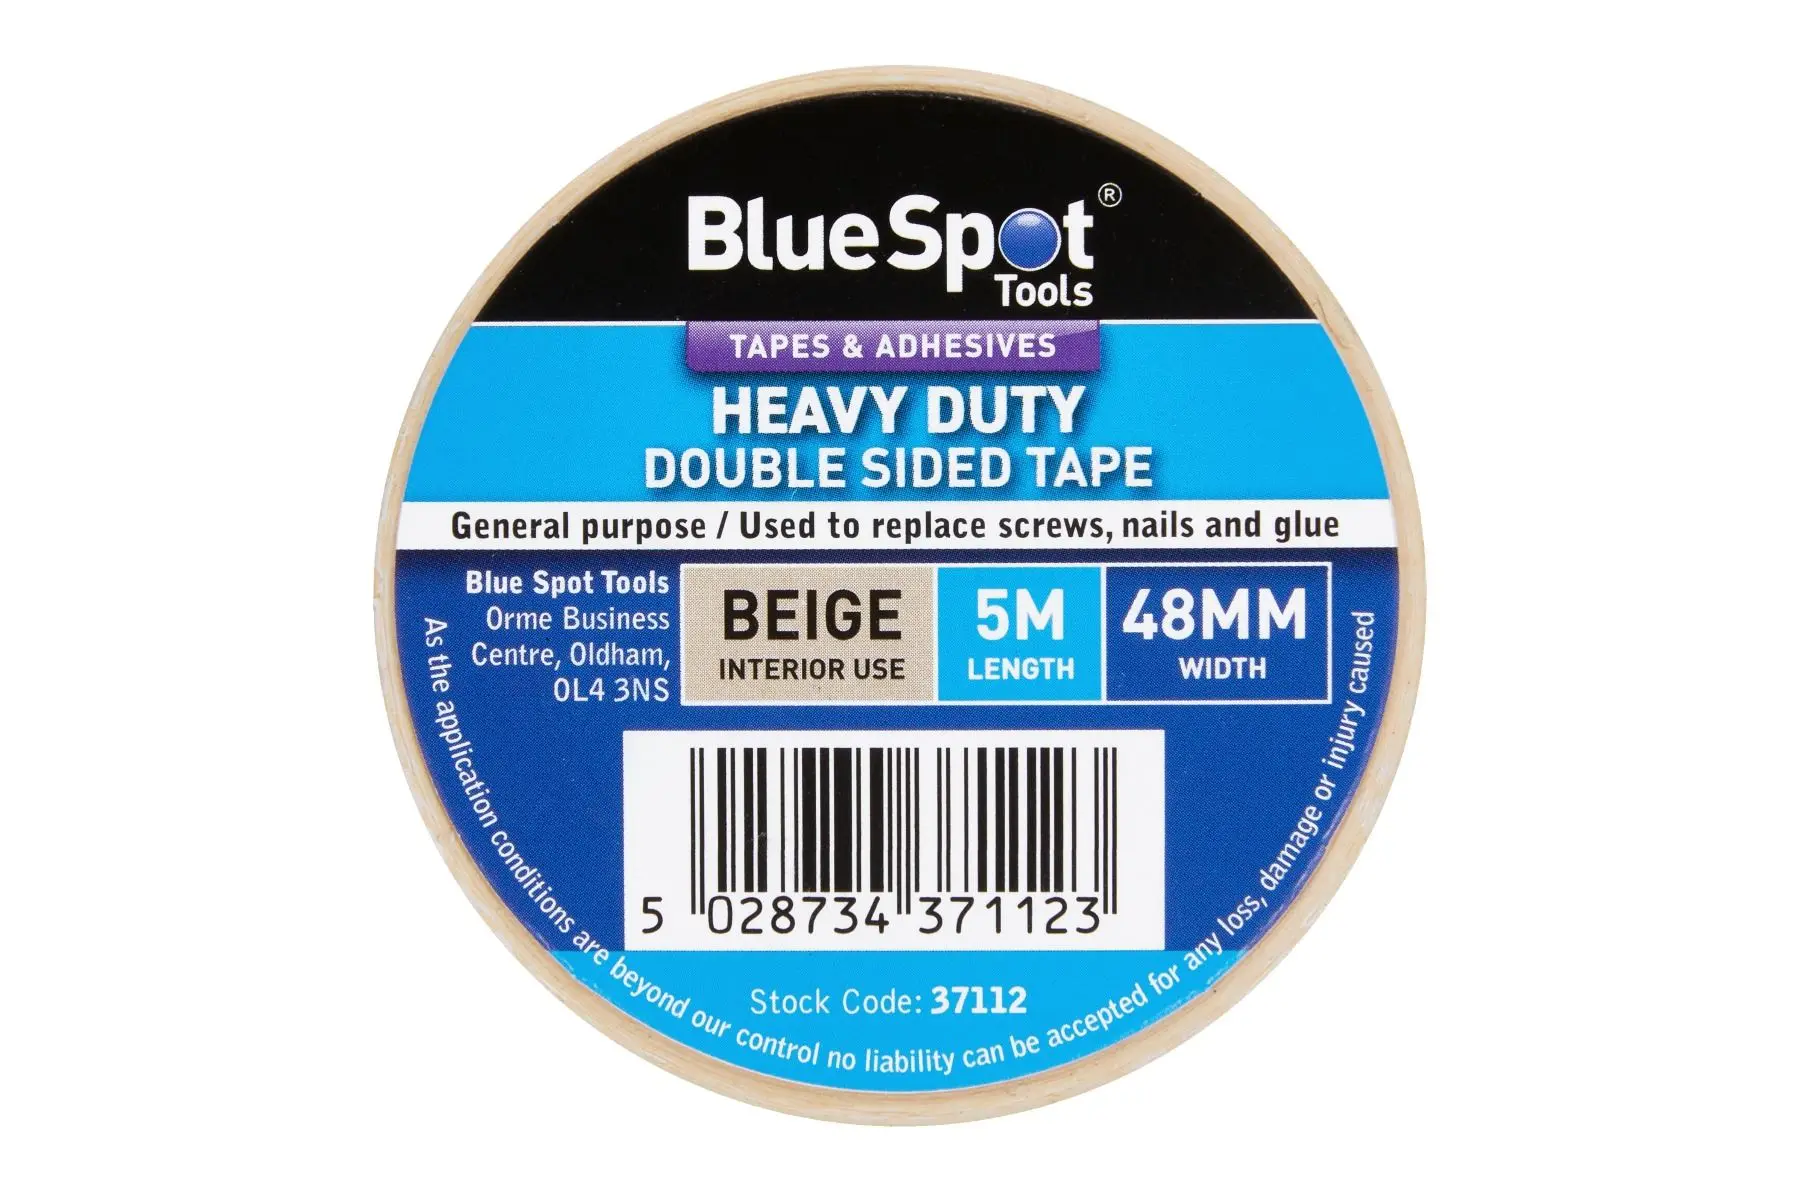 BlueSpot®
Tools
TAPES & ADHESIVES
HEAVY DUTY
DOUBLE SIDED TAPE
General purpose / Used to replace screws, nails and glue
Blue Spot Tools
Orme Business
Centre, Oldham,
OL4 3NS
BEIGE
INTERIOR USE
5M
LENGTH
48MM
WIDTH
5 028734 371123
Stock Code: 37112
As the application conditions are beyond our control no liability can be accepted for any loss, damage or injury caused